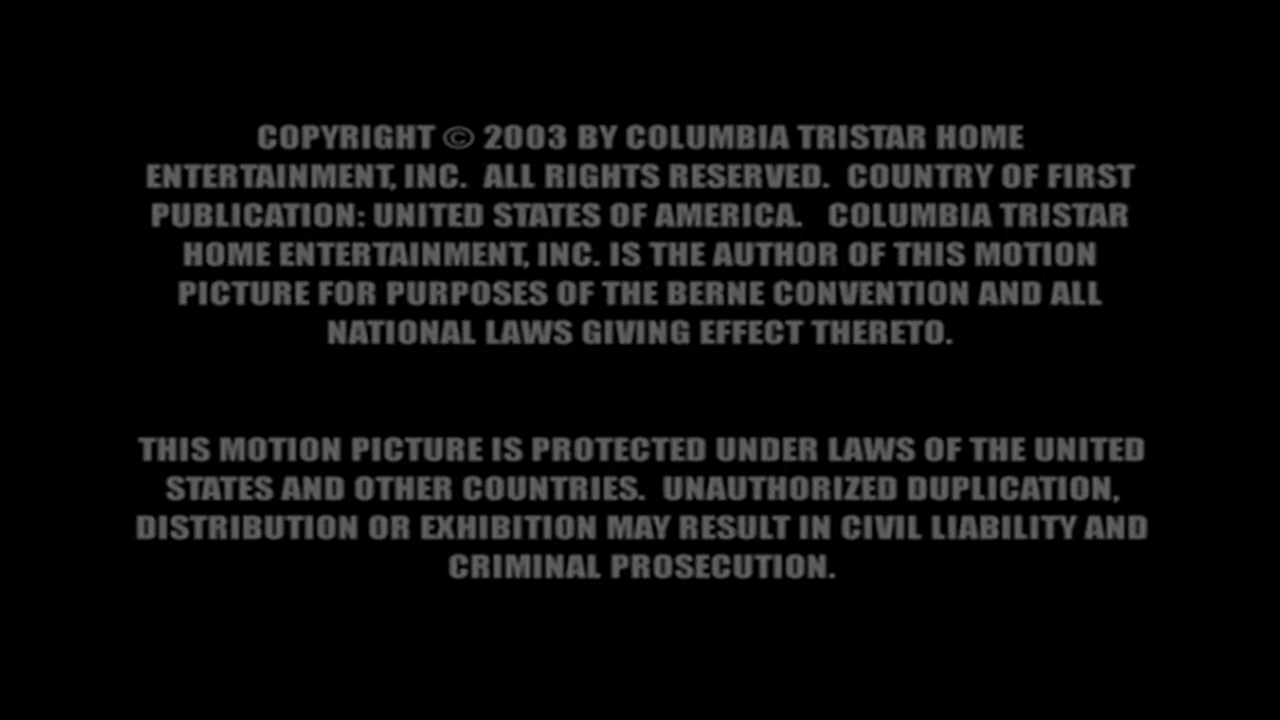 COPYRIGHT © 2003 BY COLUMBIA TRISTAR HOME
ENTERTAINMENT, INC.  ALL RIGHTS RESERVED.  COUNTRY OF FIRST
PUBLICATION: UNITED STATES OF AMERICA.   COLUMBIA TRISTAR
HOME ENTERTAINMENT, INC. IS THE AUTHOR OF THIS MOTION
PICTURE FOR PURPOSES OF THE BERNE CONVENTION AND ALL
NATIONAL LAWS GIVING EFFECT THERETO.
THIS MOTION PICTURE IS PROTECTED UNDER LAWS OF THE UNITED
STATES AND OTHER COUNTRIES.  UNAUTHORIZED DUPLICATION,
DISTRIBUTION OR EXHIBITION MAY RESULT IN CIVIL LIABILITY AND
CRIMINAL PROSECUTION.